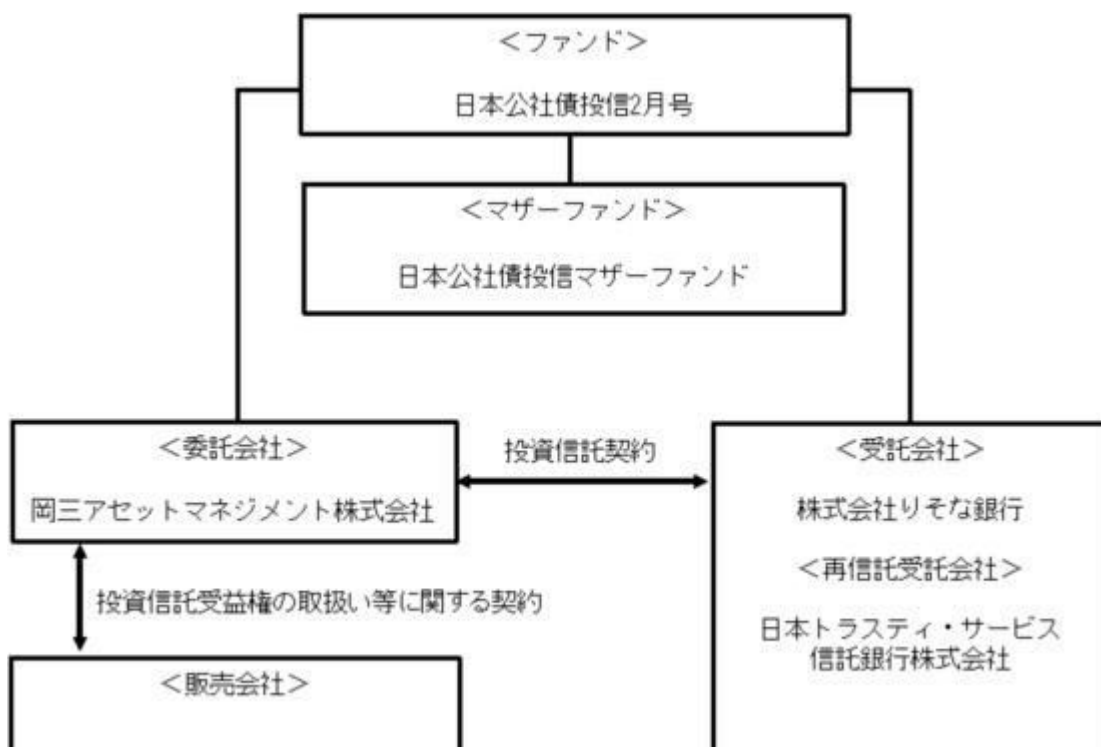 ＜ファンド＞
日本公社債投信2月号
＜マザーファンド＞
日本公社債投信マザーファンド
＜委託会社＞
岡三アセットマネジメント株式会社
投資信託契約
＜受託会社＞
株式会社りそな銀行
＜再信託受託会社＞
日本トラスティ・サービス
信託銀行株式会社
投資信託受益権の取扱い等に関する契約
＜販売会社＞